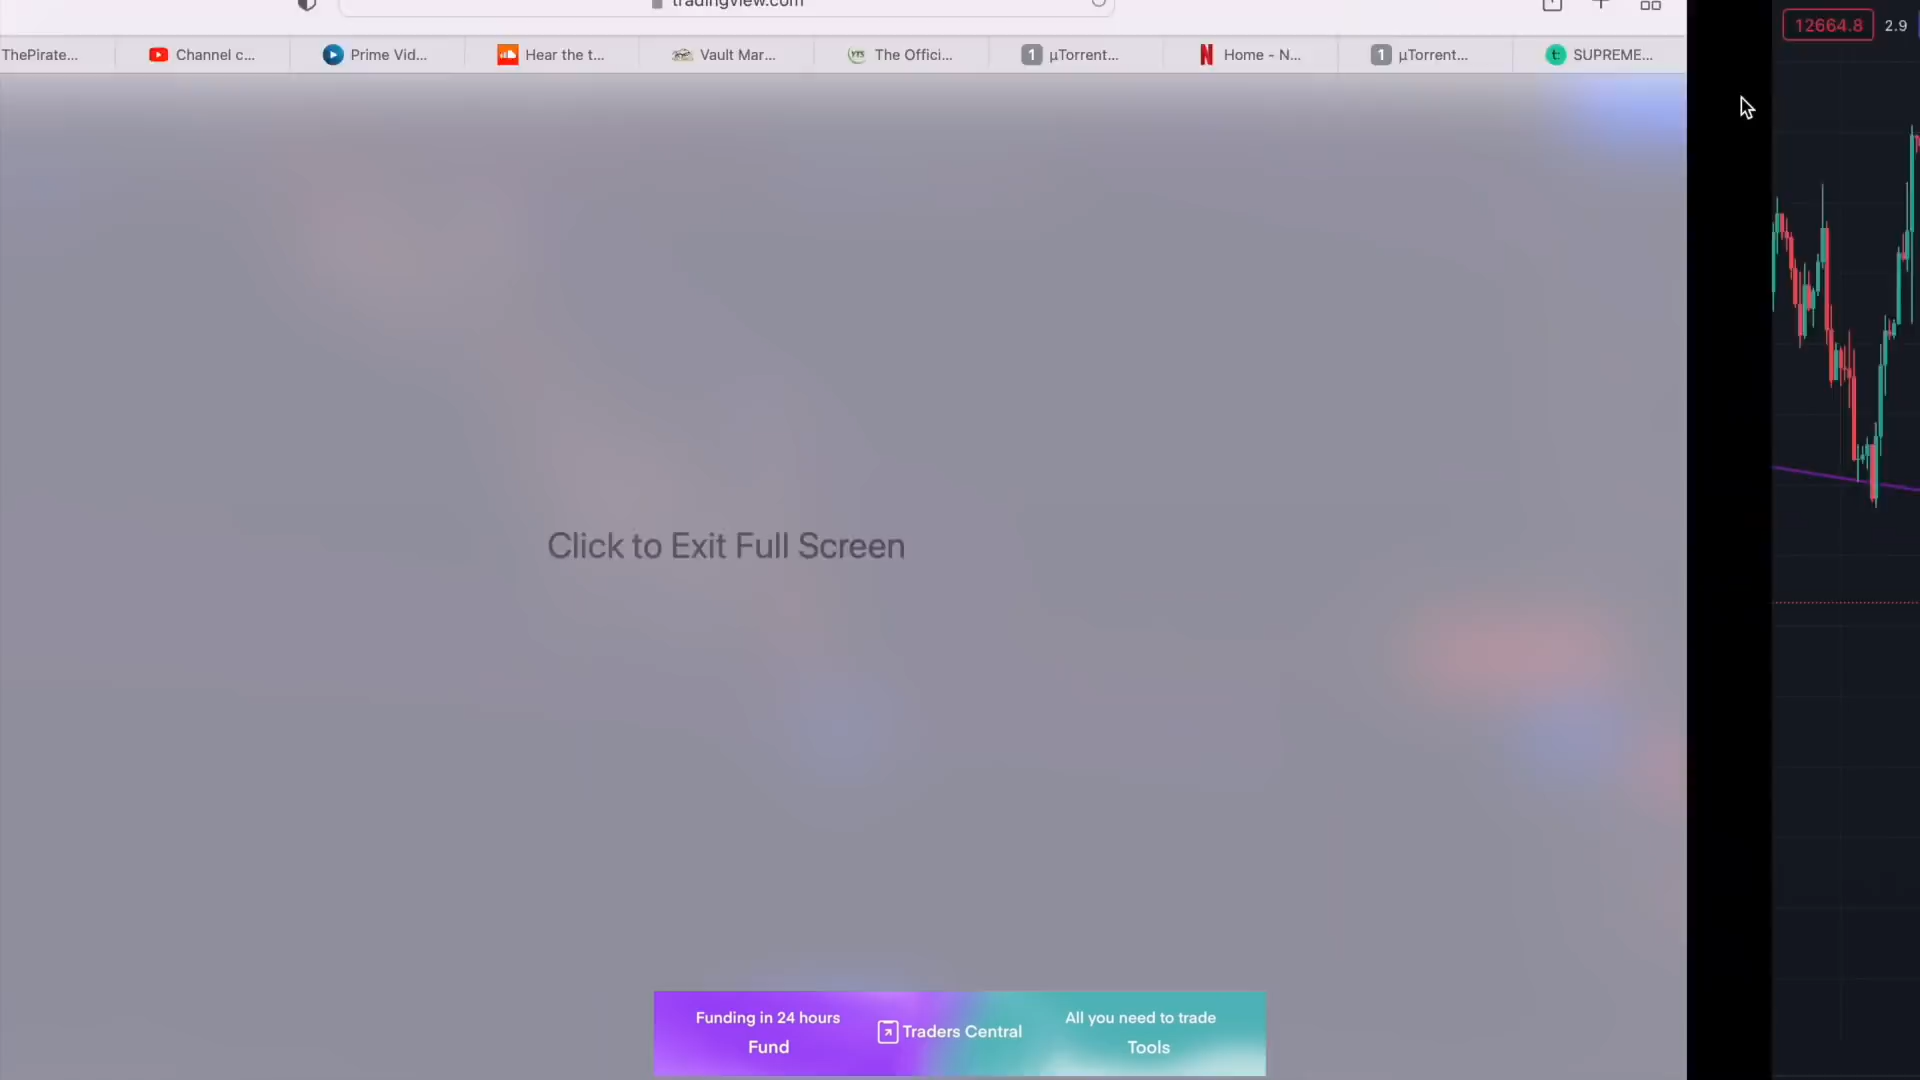 tradingview.com
12664.8
2.9
ThePirate...
Channel c...
Prime Vid...
Hear the t...
Vault Mar...
YTS
The Offici...
1
µTorrent...
N
Home - N...
1
µTorrent...
t
SUPREME...
Click to Exit Full Screen
Funding in 24 hours
Fund
Traders Central
All you need to trade
Tools